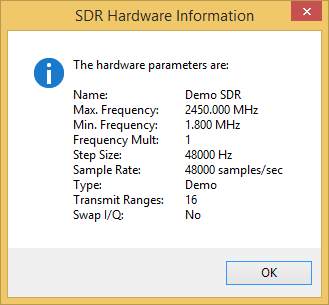 SDR Hardware Information
The hardware parameters are:
Name: Demo SDR
Max. Frequency: 2450.000 MHz
Min. Frequency: 1.800 MHz
Frequency Mult: 1
Step Size: 48000 Hz
Sample Rate: 48000 samples/sec
Type: Demo
Transmit Ranges: 16
Swap I/Q: No
OK